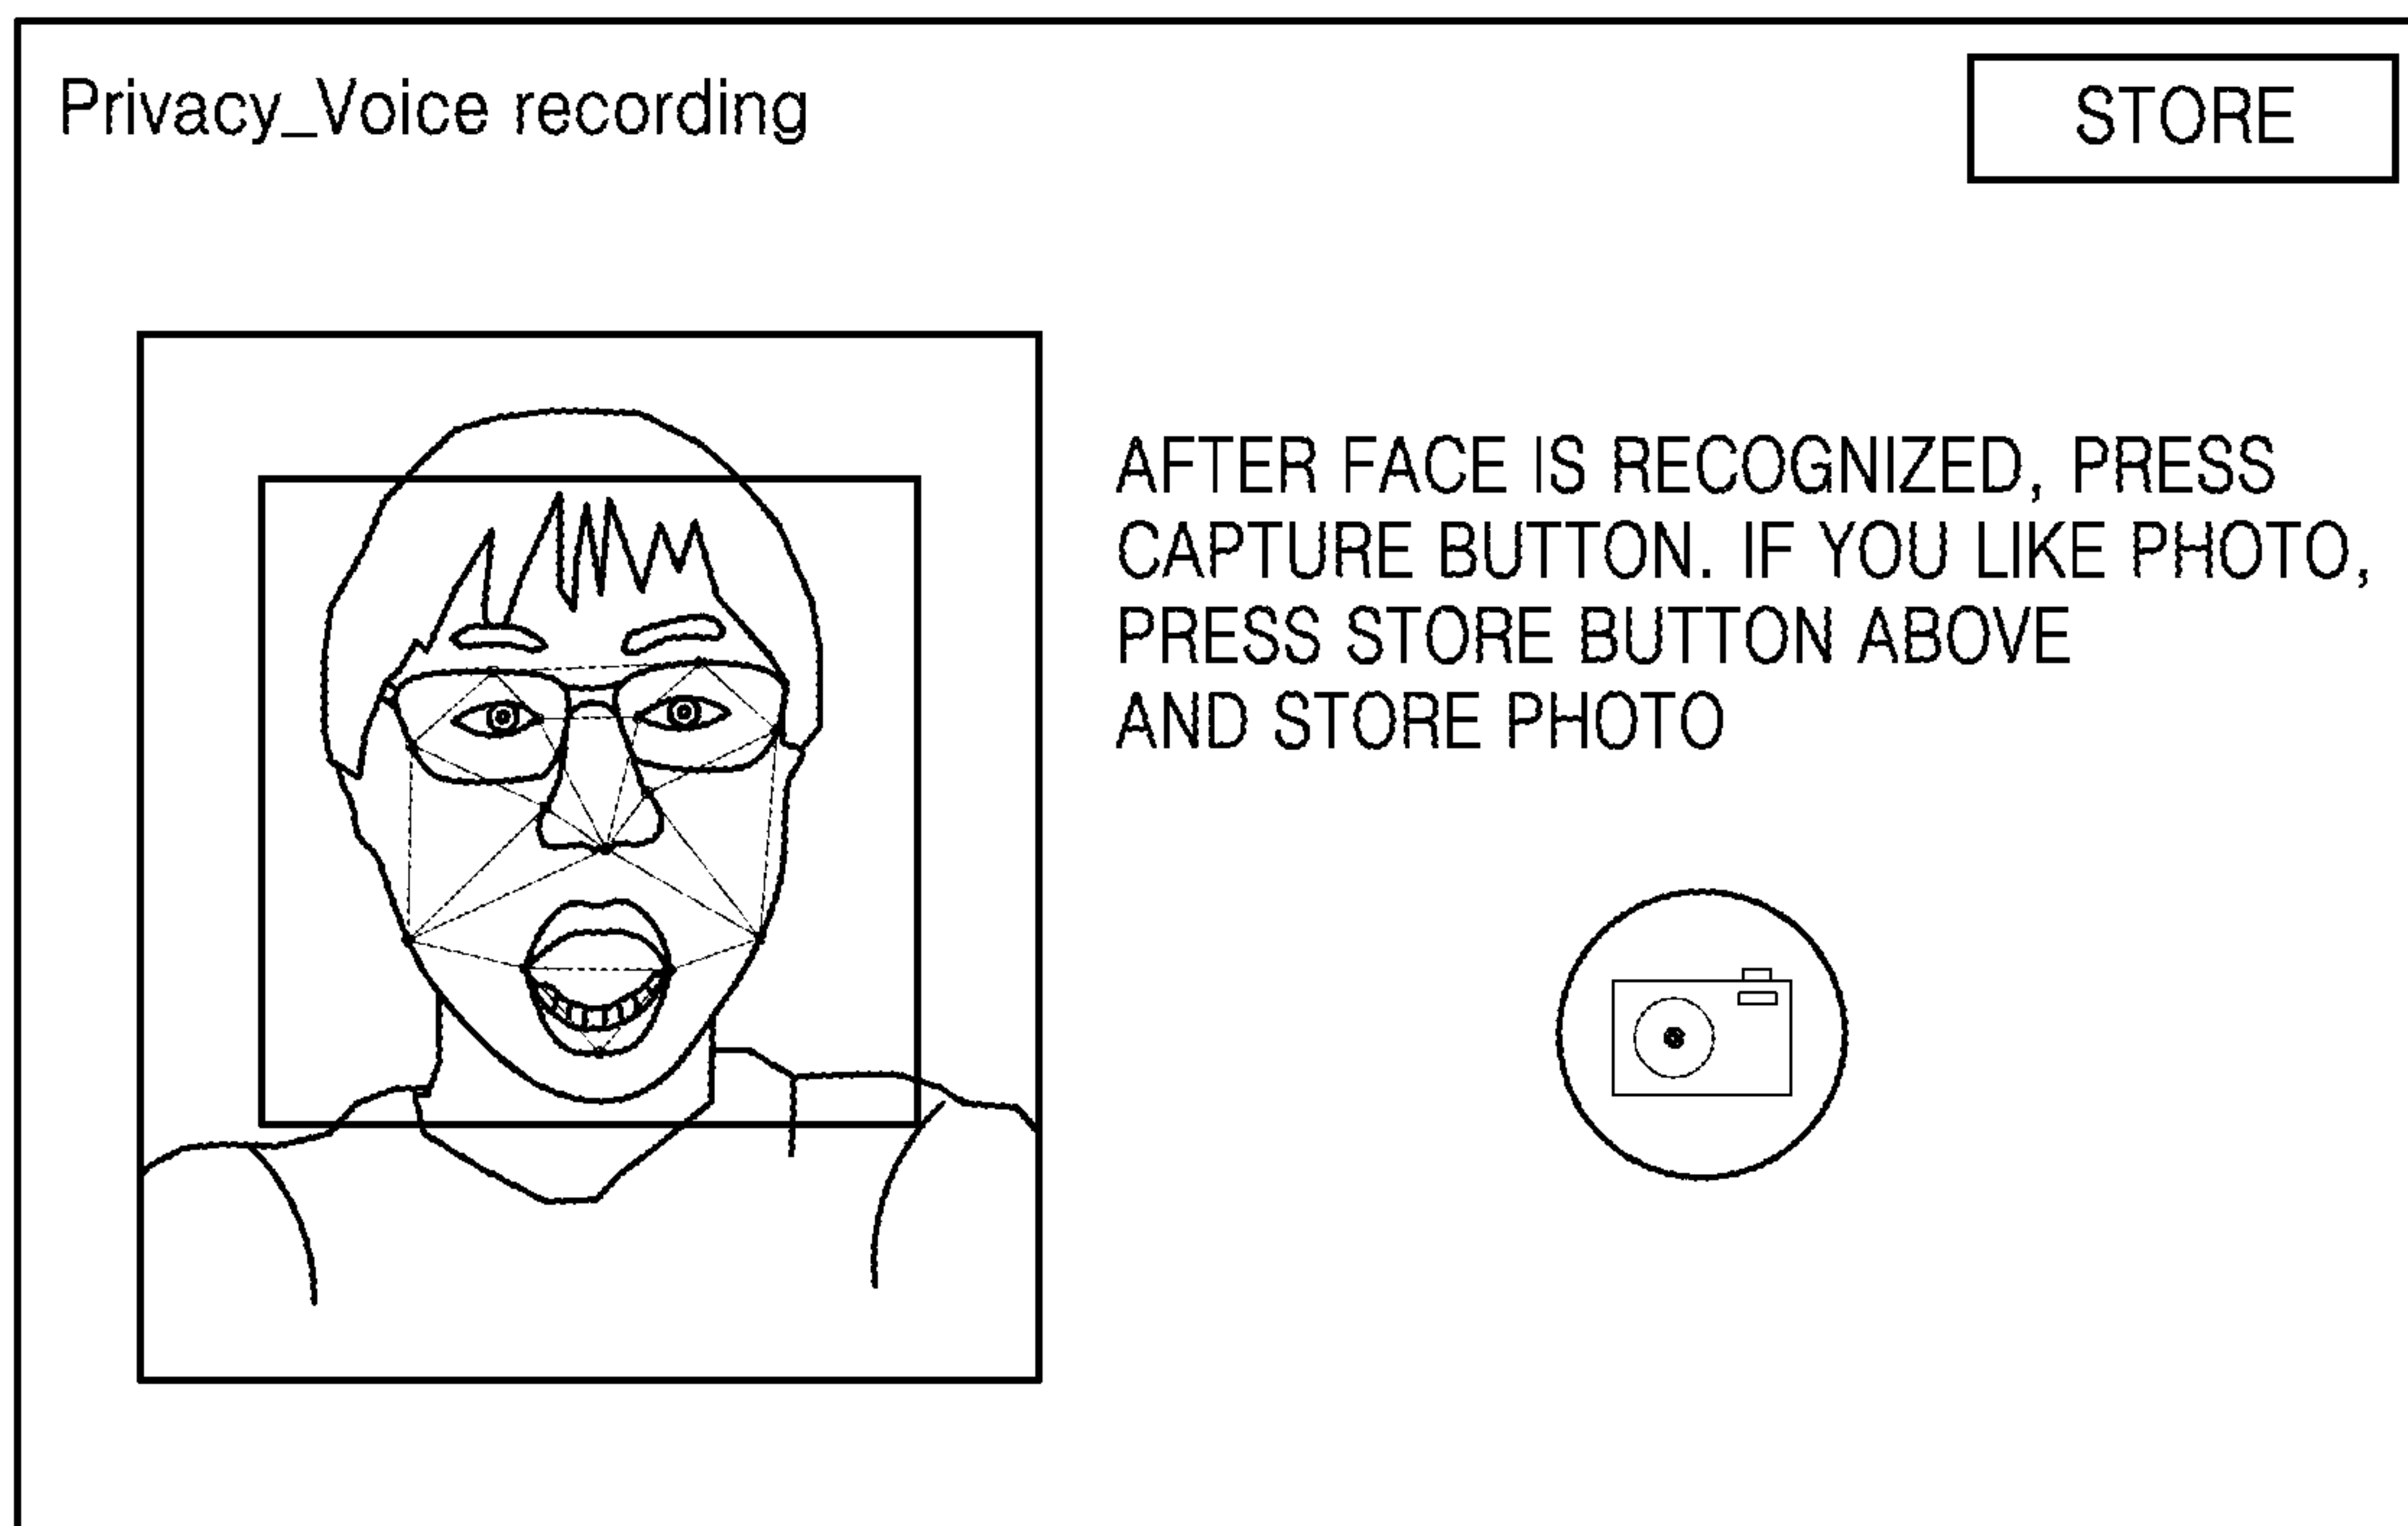 Privacy_Voice recording
STORE
AFTER FACE IS RECOGNIZED, PRESS
CAPTURE BUTTON. IF YOU LIKE PHOTO,
PRESS STORE BUTTON ABOVE
AND STORE PHOTO